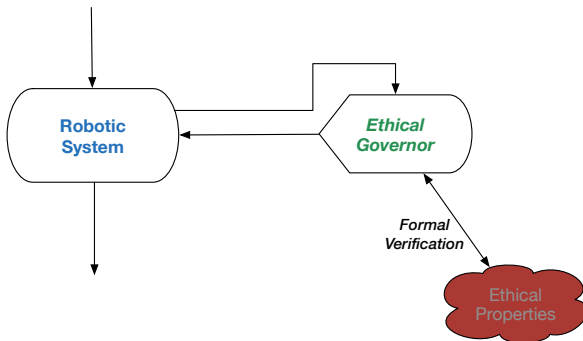 Robotic
System
Ethical
Governor
Formal
Verification
Ethical
Properties